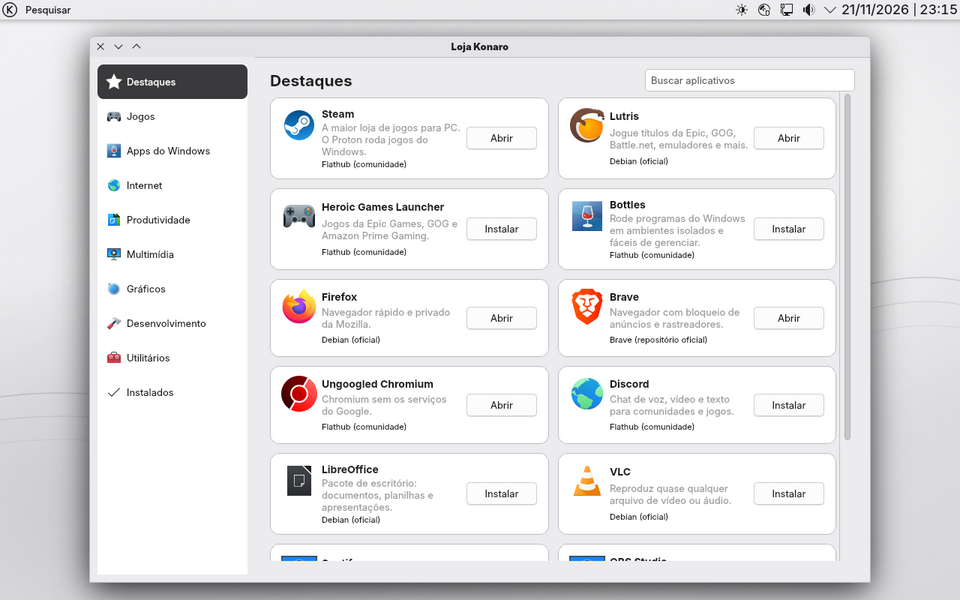 Pesquisar
21/11/2026 | 23:15
Loja Konaro
Destaques
Jogos
Apps do Windows
Internet
Produtividade
Multimídia
Gráficos
Desenvolvimento
Utilitários
Instalados
Destaques
Buscar aplicativos
Steam
A maior loja de jogos para PC.
O Proton roda jogos do
Windows.
Flathub (comunidade)
Abrir
Lutris
Jogue títulos da Epic, GOG,
Battle.net, emuladores e mais.
Debian (oficial)
Abrir
Heroic Games Launcher
Jogos da Epic Games, GOG e
Amazon Prime Gaming.
Flathub (comunidade)
Instalar
Bottles
Rode programas do Windows
em ambientes isolados e
fáceis de gerenciar.
Flathub (comunidade)
Instalar
Firefox
Navegador rápido e privado
da Mozilla.
Debian (oficial)
Abrir
Brave
Navegador com bloqueio de
anúncios e rastreadores.
Brave (repositório oficial)
Abrir
Ungoogled Chromium
Chromium sem os serviços
do Google.
Flathub (comunidade)
Abrir
Discord
Chat de voz, vídeo e texto
para comunidades e jogos.
Flathub (comunidade)
Instalar
LibreOffice
Pacote de escritório:
documentos, planilhas e
apresentações.
Debian (oficial)
Instalar
VLC
Reproduz quase qualquer
arquivo de vídeo ou áudio.
Debian (oficial)
Instalar
OBS Studio